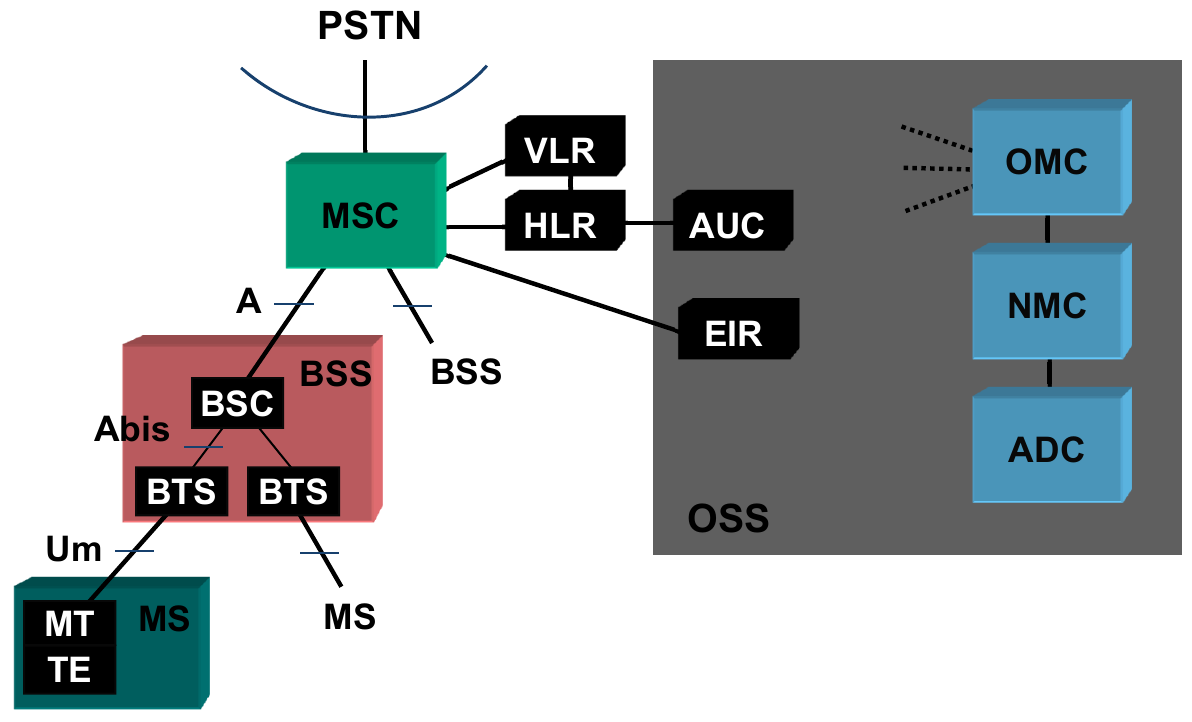 PSTN
VLR
OMC
MSC
HLR
AUC
A
NMC
EIR
BSS
BSS
BSC
Abis
ADC
BTS
BTS
OSS
Um
MS
MT
MS
TE